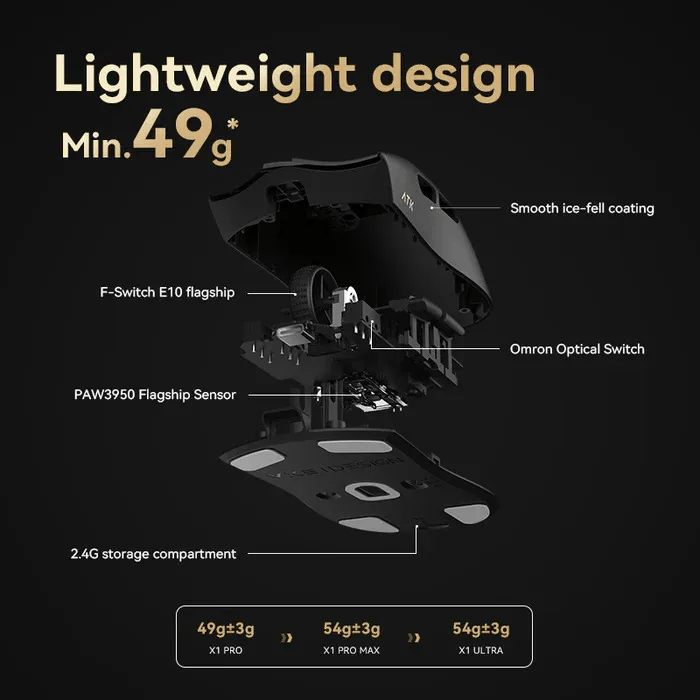 Lightweight design
Min.49g*
ATK
Smooth ice-fell coating
F-Switch E10 flagship
Omron Optical Switch
PAW3950 Flagship Sensor
2.4G storage compartment
49g±3g
X1 PRO
54g±3g
X1 PRO MAX
54g±3g
X1 ULTRA